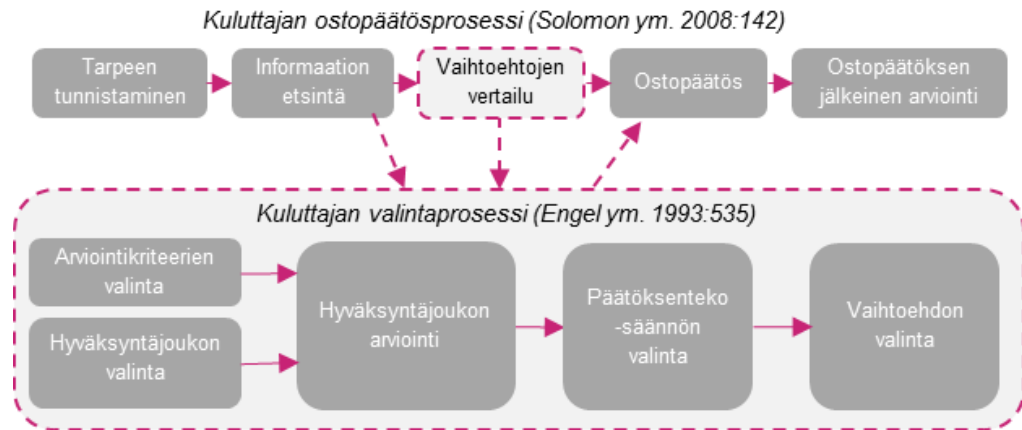 Kuluttajan ostopäätösprosessi (Solomon ym. 2008:142)
Tarpeen
tunnistaminen
Informaation
etsintä
Vaihtoehtojen
vertailu
Ostopäätös
Ostopäätöksen
jälkeinen arviointi
Kuluttajan valintaprosessi (Engel ym. 1993:535)
Arviointikriteerien
valinta
Hyväksyntäjoukon
valinta
Hyväksyntäjoukon
arviointi
Päätöksenteko
-säännön
valinta
Vaihtoehdon
valinta